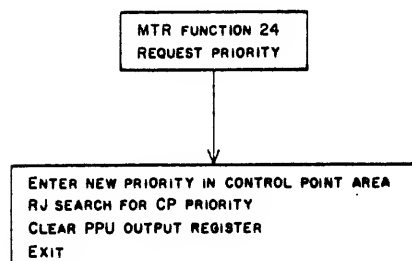 MTR FUNCTION 24
REQUEST PRIORITY
ENTER NEW PRIORITY IN CONTROL POINT AREA
RJ SEARCH FOR CP PRIORITY
CLEAR PPU OUTPUT REGISTER
EXIT